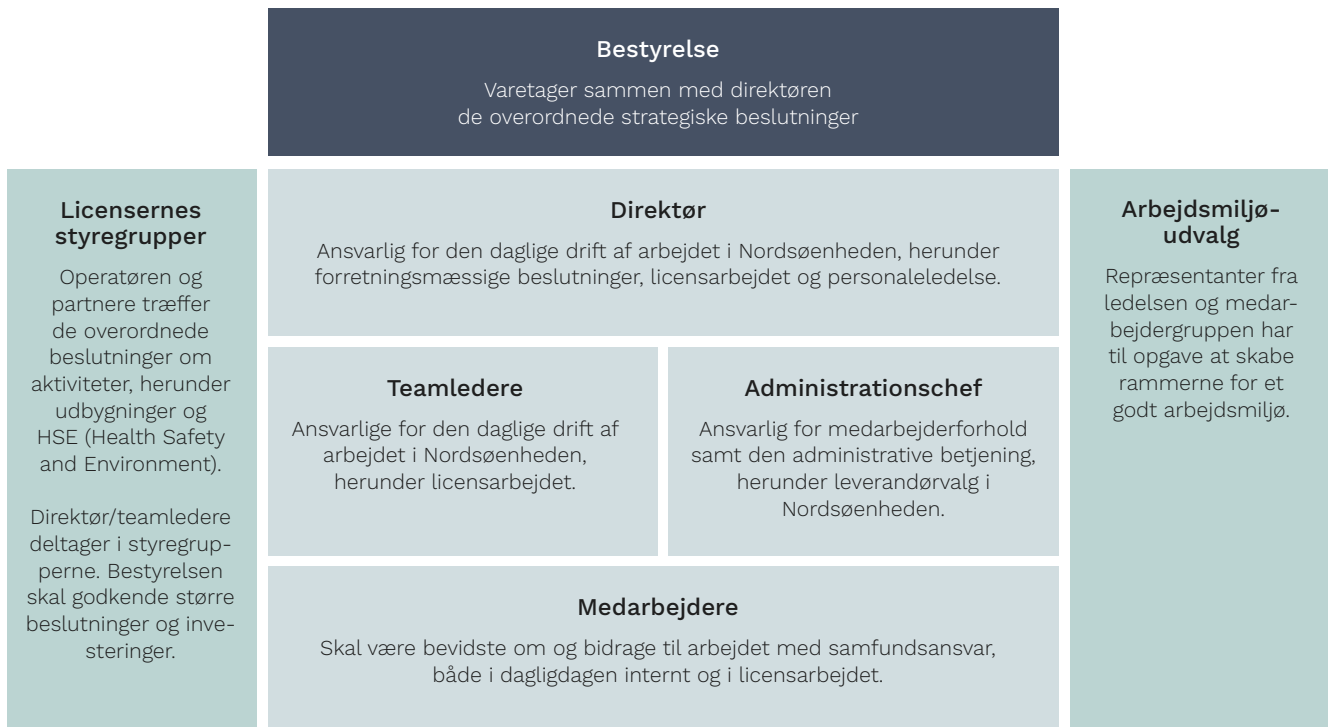 Bestyrelse
Varetager sammen med direktøren
de overordnede strategiske beslutninger
Licensernes
styregrupper
Operatøren og
partnere træffer
de overordnede
beslutninger om
aktiviteter, herunder
udbygninger og
HSE (Health Safety
and Environment).
Direktør/teamledere
deltager i styregrup-
perne. Bestyrelsen
skal godkende større
beslutninger og inve-
steringer.
Direktør
Ansvarlig for den daglige drift af arbejdet i Nordsøenheden, herunder
forretningsmæssige beslutninger, licensarbejdet og personaleledelse.
Teamledere
Ansvarlige for den daglige drift af
arbejdet i Nordsøenheden,
herunder licensarbejdet.
Administrationschef
Ansvarlig for medarbejderforhold
samt den administrative betjening,
herunder leverandørvalg i
Nordsøenheden.
Medarbejdere
Skal være bevidste om og bidrage til arbejdet med samfundsansvar,
både i dagligdagen internt og i licensarbejdet.
Arbejdsmiljø-
udvalg
Repræsentanter fra
ledelsen og medar-
bejdergruppen har
til opgave at skabe
rammerne for et
godt arbejdsmiljø.